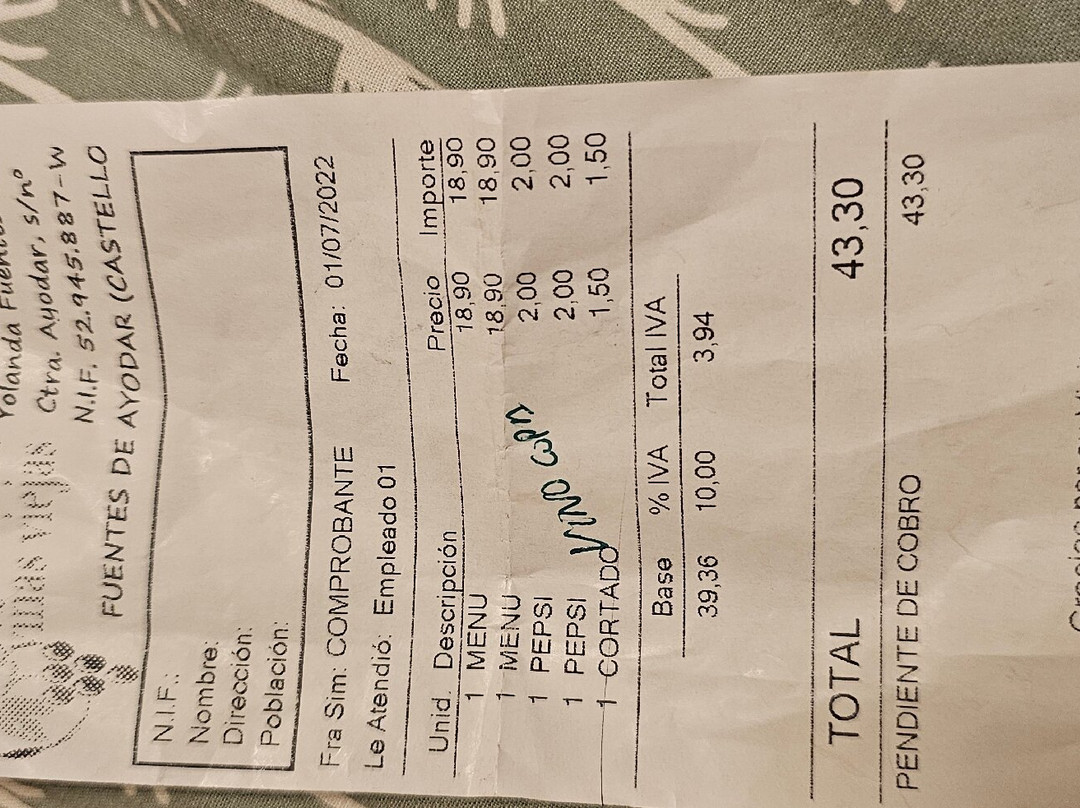 Yolanda
Ctra. Ayodar, s/nº
viejas
N.I.F. 52.945.887-W
FUENTES DE AYODAR (CASTELLO
N.I.F.:
Nombre:
Dirección:
Población:
Fra Sim: COMPROBANTE Fecha: 01/07/2022
Le Atendió: Empleado 01
Unid. Descripción Precio Importe
1 MENU 18,90 18,90
1 MENU 18,90 18,90
1 PEPSI 2,00 2,00
1 PEPSI 2,00 2,00
1 CORTADO 1,50 1,50
VINO
Base % IVA Total IVA
39,36 10,00 3,94
TOTAL 43,30
PENDIENTE DE COBRO 43,30